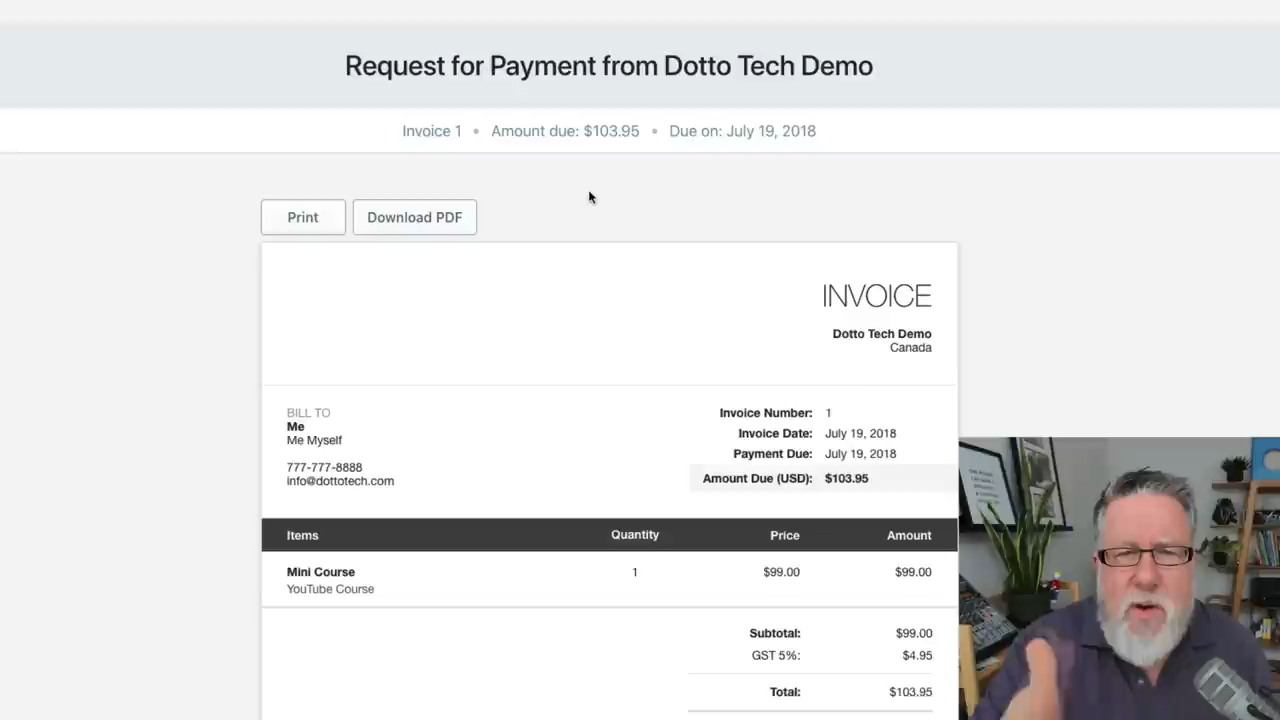 Request for Payment from Dotto Tech Demo
Invoice 1 • Amount due: $103.95 • Due on: July 19, 2018
Print Download PDF
INVOICE
Dotto Tech Demo
Canada
BILL TO
Me
Me Myself
777-777-8888
info@dottotech.com
Invoice Number: 1
Invoice Date: July 19, 2018
Payment Due: July 19, 2018
Amount Due (USD): $103.95
Items Quantity Price Amount
Mini Course 1 $99.00 $99.00
YouTube Course
Subtotal: $99.00
GST 5%: $4.95
Total: $103.95